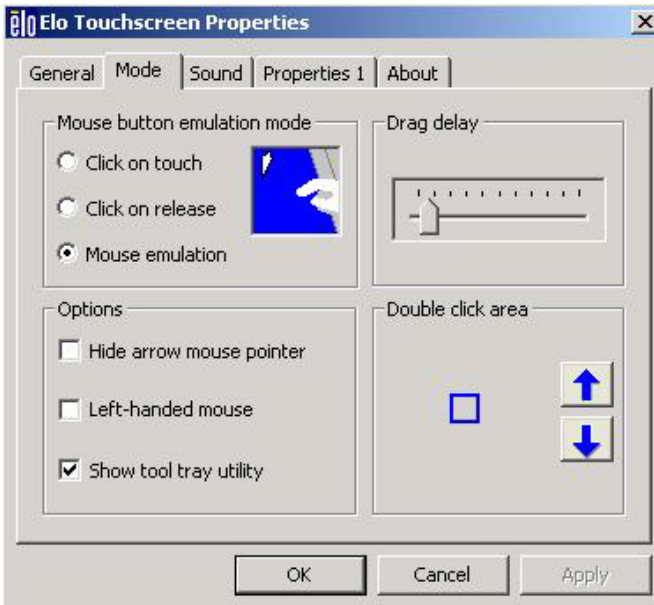 elo Elo Touchscreen Properties
General Mode Sound Properties 1 About
Mouse button emulation mode
Click on touch
Click on release
Mouse emulation
Drag delay
Options
Hide arrow mouse pointer
Left-handed mouse
Show tool tray utility
Double click area
OK Cancel Apply